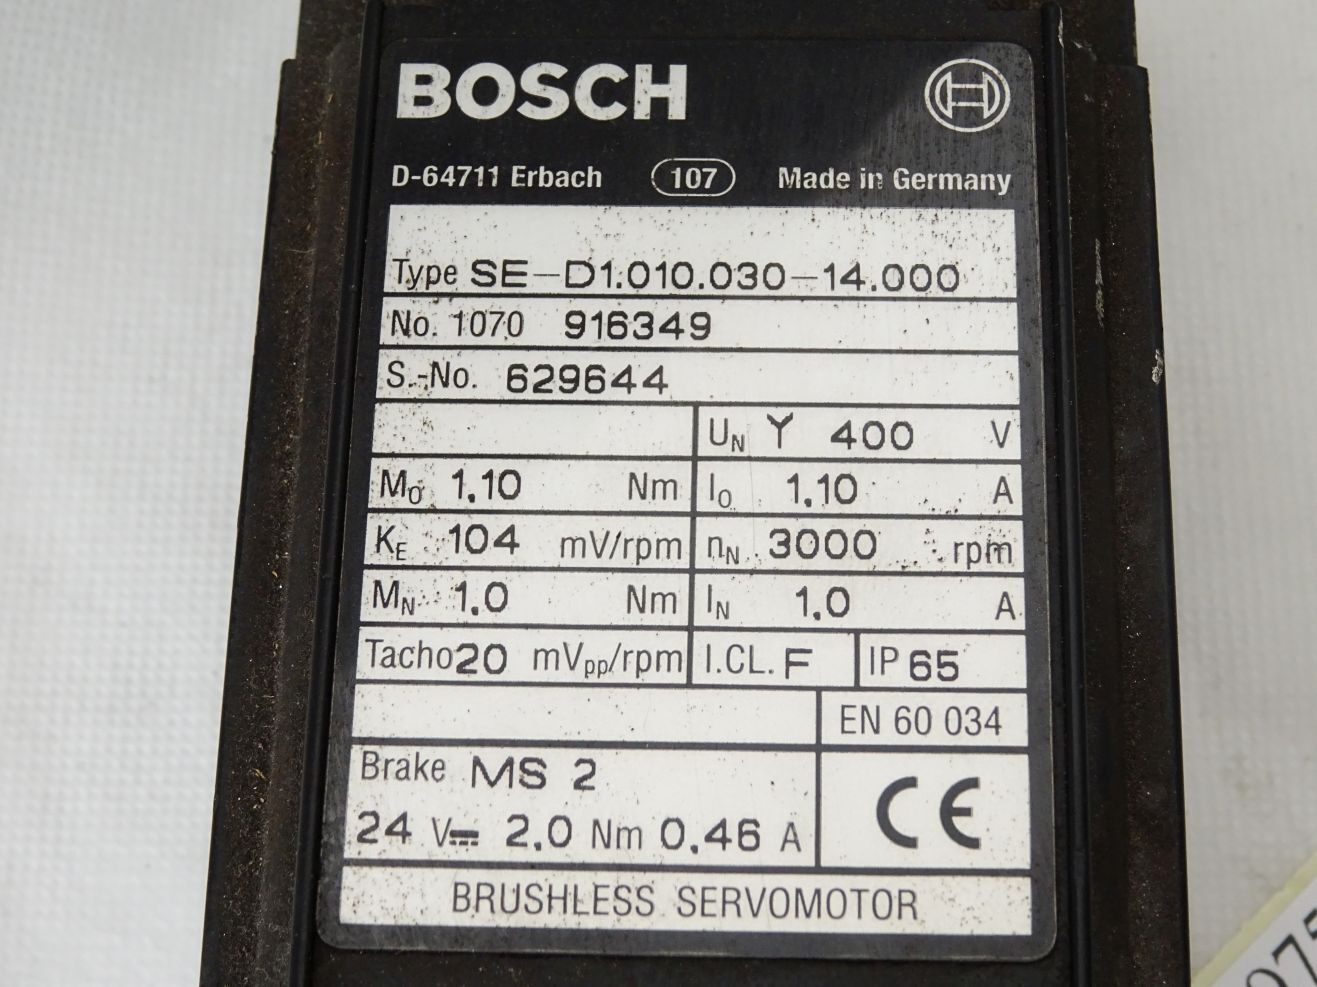 BOSCH
D-64711 Erbach 107 Made in Germany
Type SE-D1.010.030-14.000
No. 1070 916349
S.-No. 629644
UN Y 400 V
M0 1.10 Nm I0 1.10 A
KE 104 mV/rpm nN 3000 rpm
MN 1.0 Nm IN 1.0 A
Tacho 20 mVpp/rpm I.CL. F IP 65
EN 60 034
Brake MS 2
24 V⎓ 2.0 Nm 0.46 A
CE
BRUSHLESS SERVOMOTOR